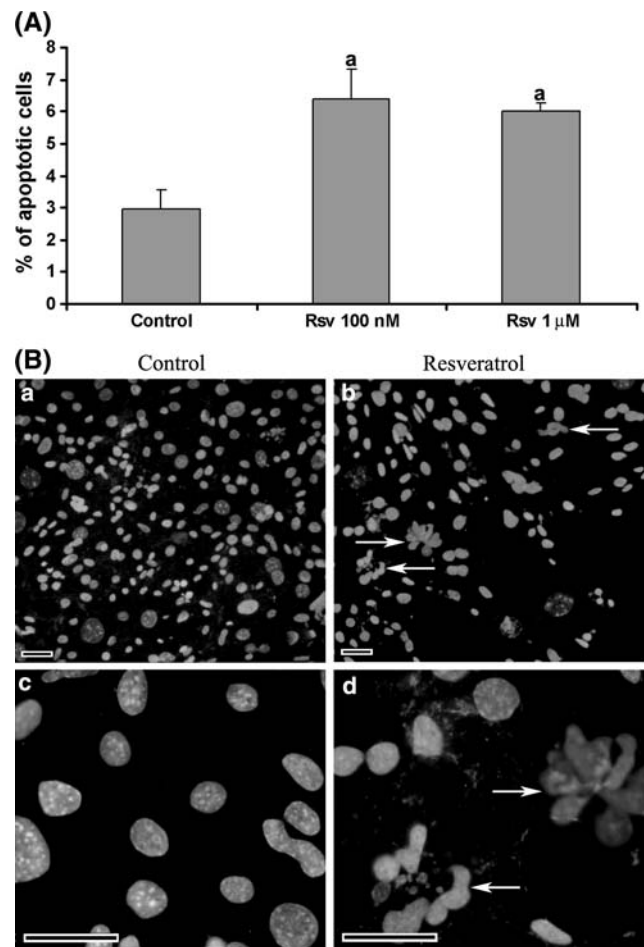 (A)
% of apoptotic cells
8
7
6
5
4
3
2
1
0
a
a
Control
Rsv 100 nM
Rsv 1 μM
(B)
Control
Resveratrol
a
b
c
d